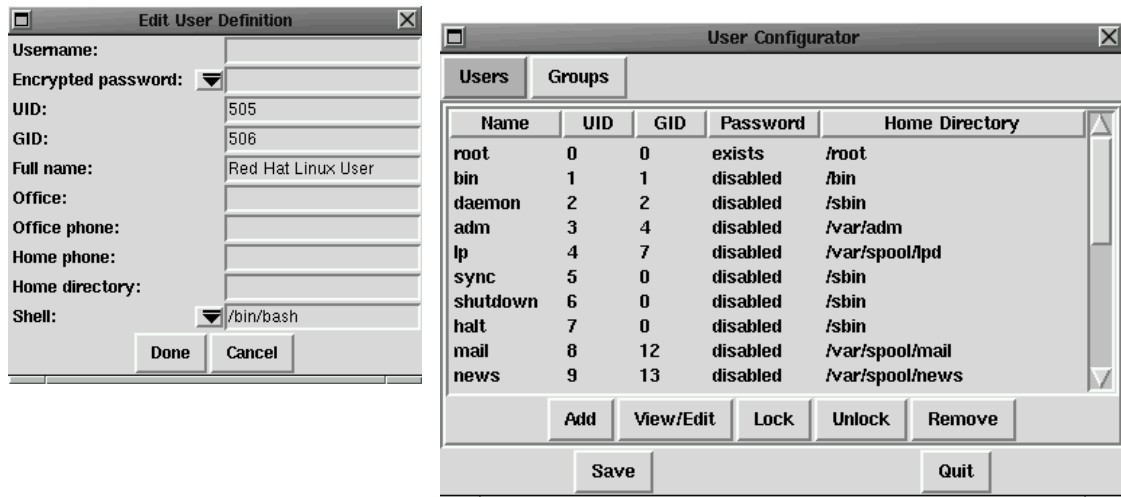 Edit User Definition
Username:
Encrypted password:
UID: 505
GID: 506
Full name: Red Hat Linux User
Office:
Office phone:
Home phone:
Home directory:
Shell: /bin/bash
Done Cancel
User Configurator
Users Groups
Name UID GID Password Home Directory
root 0 0 exists /root
bin 1 1 disabled /bin
daemon 2 2 disabled /sbin
adm 3 4 disabled /var/adm
lp 4 7 disabled /var/spool/lpd
sync 5 0 disabled /sbin
shutdown 6 0 disabled /sbin
halt 7 0 disabled /sbin
mail 8 12 disabled /var/spool/mail
news 9 13 disabled /var/spool/news
Add View/Edit Lock Unlock Remove
Save Quit